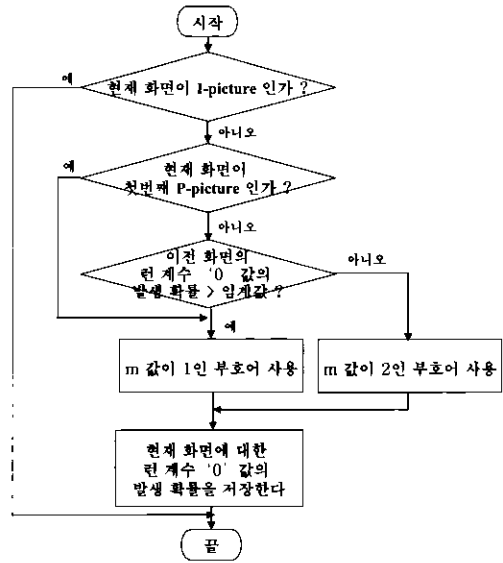 시작
예
현재 화면이 I-picture 인가 ?
아니오
예
현재 화면이
첫번째 P-picture 인가 ?
아니오
이전 화면의
런 계수 '0' 값의
발생 확률 > 임계값 ?
아니오
예
m 값이 1인 부호어 사용
m 값이 2인 부호어 사용
현재 화면에 대한
런 계수 '0' 값의
발생 확률을 저장한다
끝